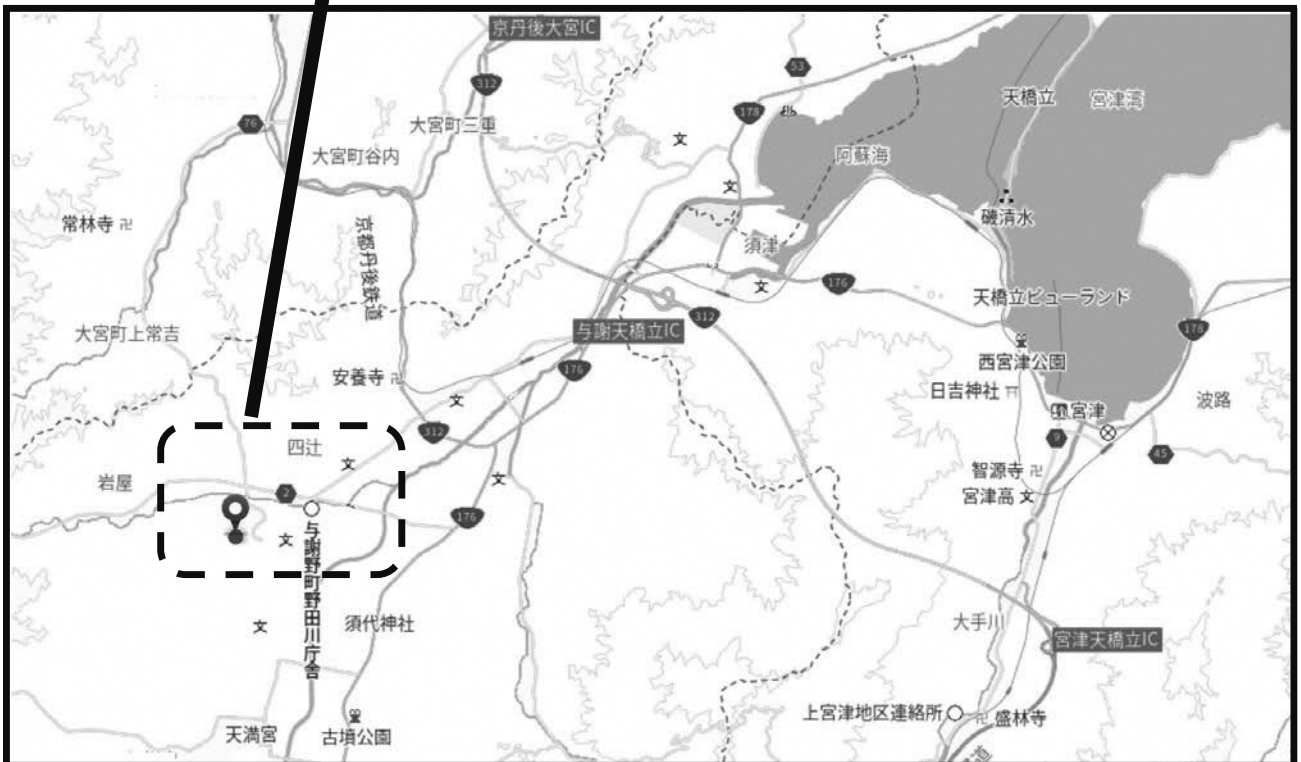 京丹後大宮IC
312
53
天橋立
宮津湾
178
76
大宮町三重
大宮町谷内
文
阿蘇海
文
常林寺 卍
磯清水
京都丹後鉄道
須津
文
176
天橋立ビューランド
大宮町上常吉
与謝天橋立IC
312
178
西宮津公園
176
安養寺 卍
文
日吉神社
宮津
波路
312
9
45
四辻
文
岩屋
智源寺 卍
文
宮津高 文
2
176
与謝野町野田川庁舎
文
文
須代神社
大手川
宮津天橋立IC
上宮津地区連絡所
卍 盛林寺
天満宮
古墳公園
道